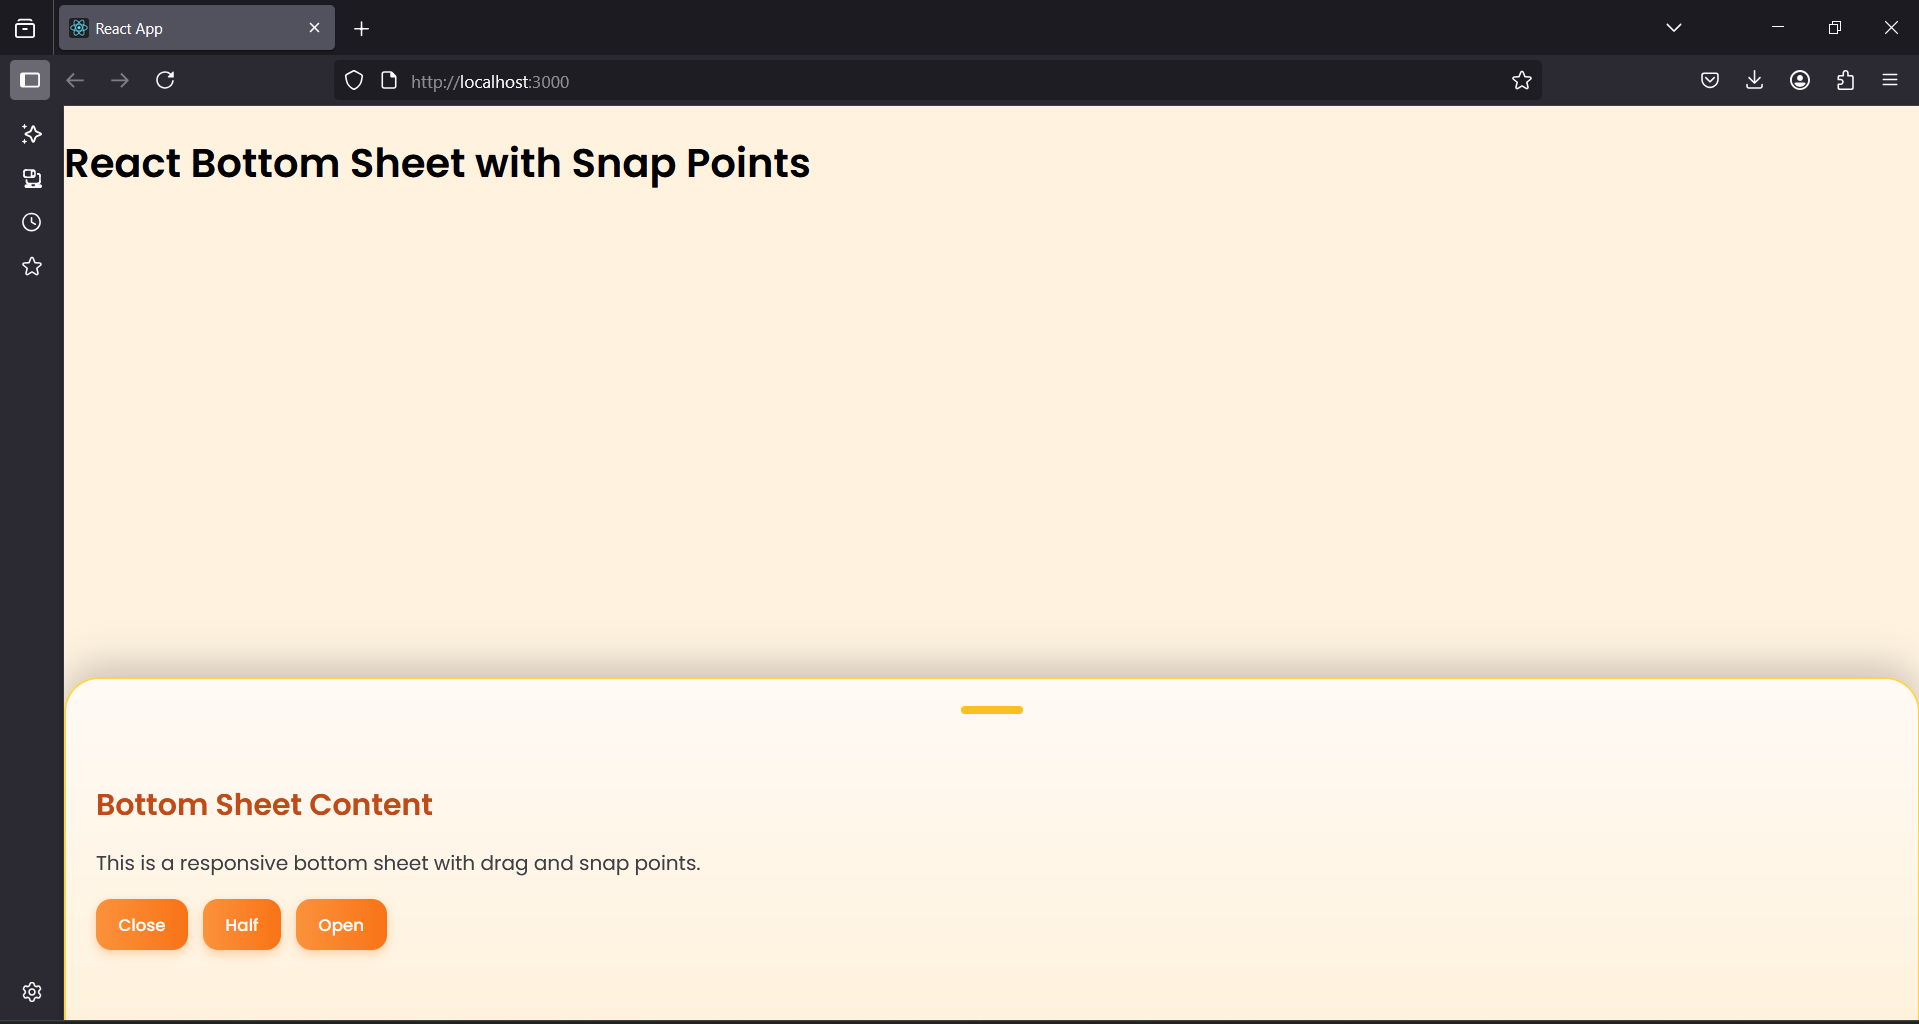 React App
http://localhost:3000
React Bottom Sheet with Snap Points
Bottom Sheet Content
This is a responsive bottom sheet with drag and snap points.
Close Half Open